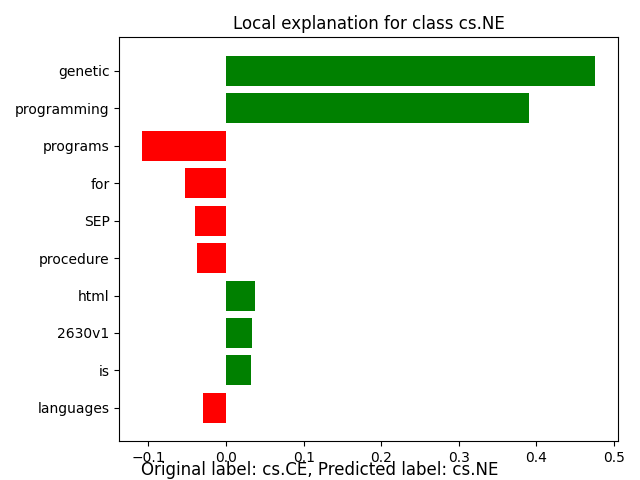 Local explanation for class cs.NE
genetic
programming
programs
for
SEP
procedure
html
2630v1
is
languages
−0.1 0.0 0.1 0.2 0.3 0.4 0.5
Original label: cs.CE, Predicted label: cs.NE